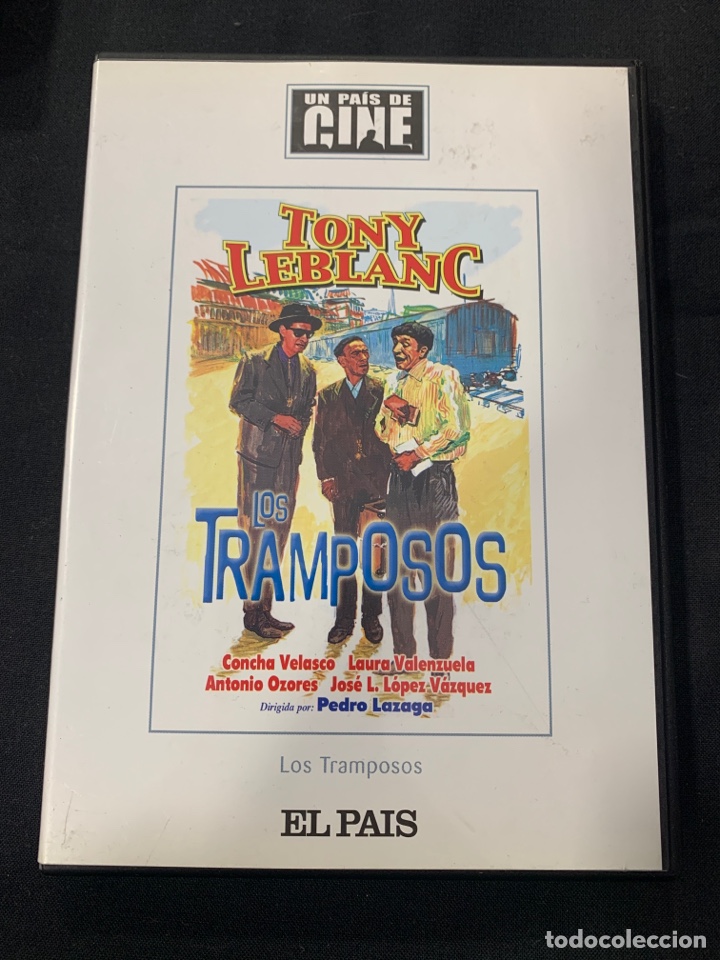 UN PAÍS DE
CINE
TONY
LEBLANC
LOS
TRAMPOSOS
Concha Velasco Laura Valenzuela
Antonio Ozores José L. López Vázquez
Dirigida por: Pedro Lazaga
Los Tramposos
EL PAIS
todocoleccion